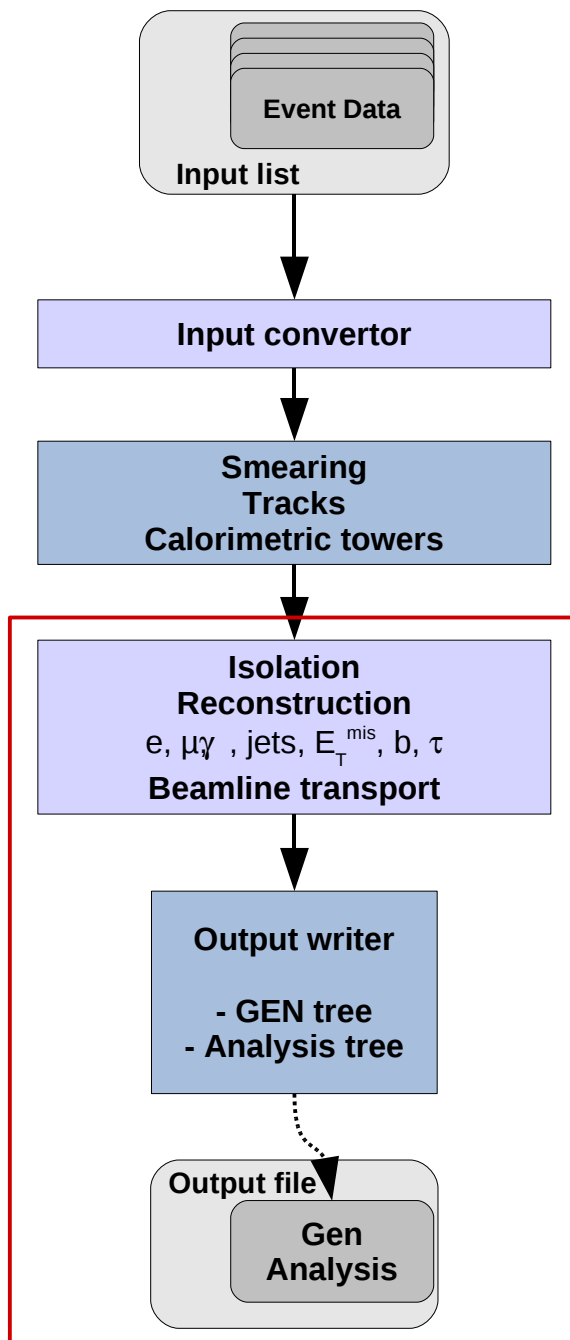 Event Data
Input list
Input convertor
Smearing
Tracks
Calorimetric towers
Isolation
Reconstruction
e, μ,γ , jets, E_T^mis, b, τ
Beamline transport
Output writer
- GEN tree
- Analysis tree
Output file
Gen
Analysis